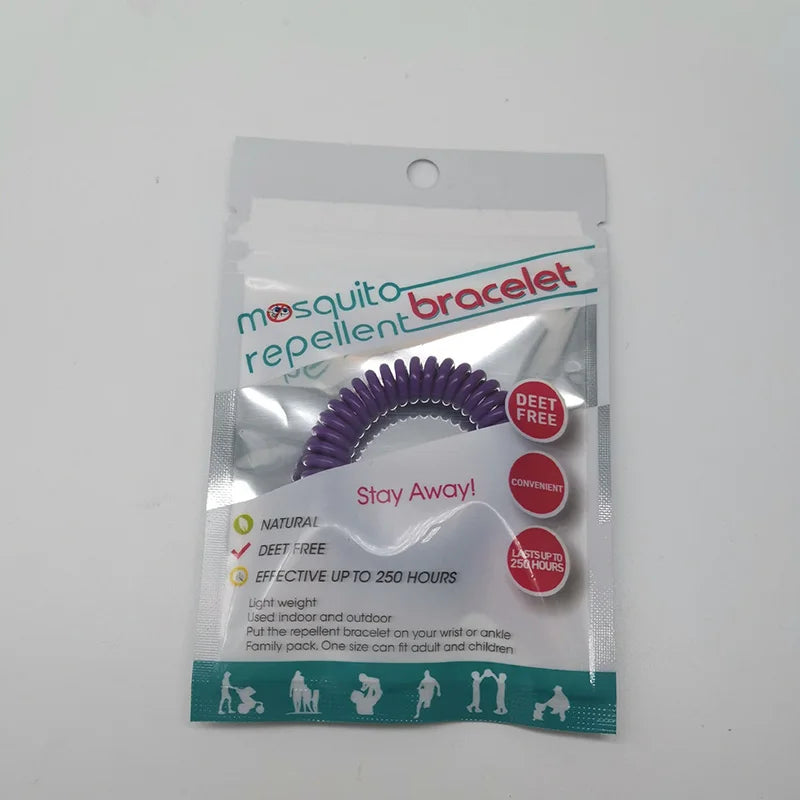 mosquito
repellent bracelet
DEET
FREE
CONVENIENT
LASTS UP TO
250 HOURS
Stay Away!
NATURAL
DEET FREE
EFFECTIVE UP TO 250 HOURS
Light weight
Used indoor and outdoor
Put the repellent bracelet on your wrist or ankle
Family pack. One size can fit adult and children